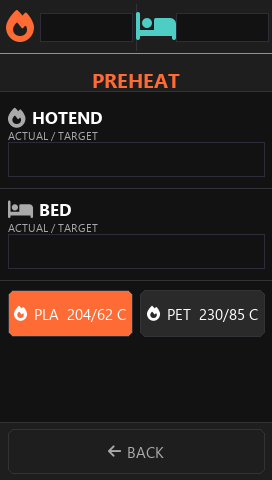 PREHEAT
HOTEND
ACTUAL / TARGET
BED
ACTUAL / TARGET
PLA 204/62 C
PET 230/85 C
BACK